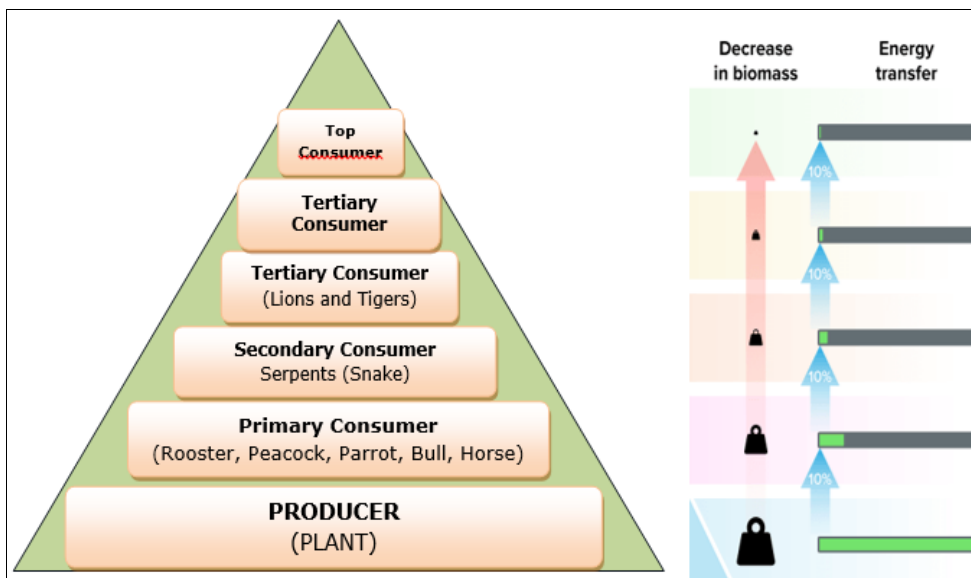 Top
Consumer
Tertiary
Consumer
Tertiary Consumer
(Lions and Tigers)
Secondary Consumer
Serpents (Snake)
Primary Consumer
(Rooster, Peacock, Parrot, Bull, Horse)
PRODUCER
(PLANT)
Decrease
in biomass
Energy
transfer
10%
10%
10%
10%